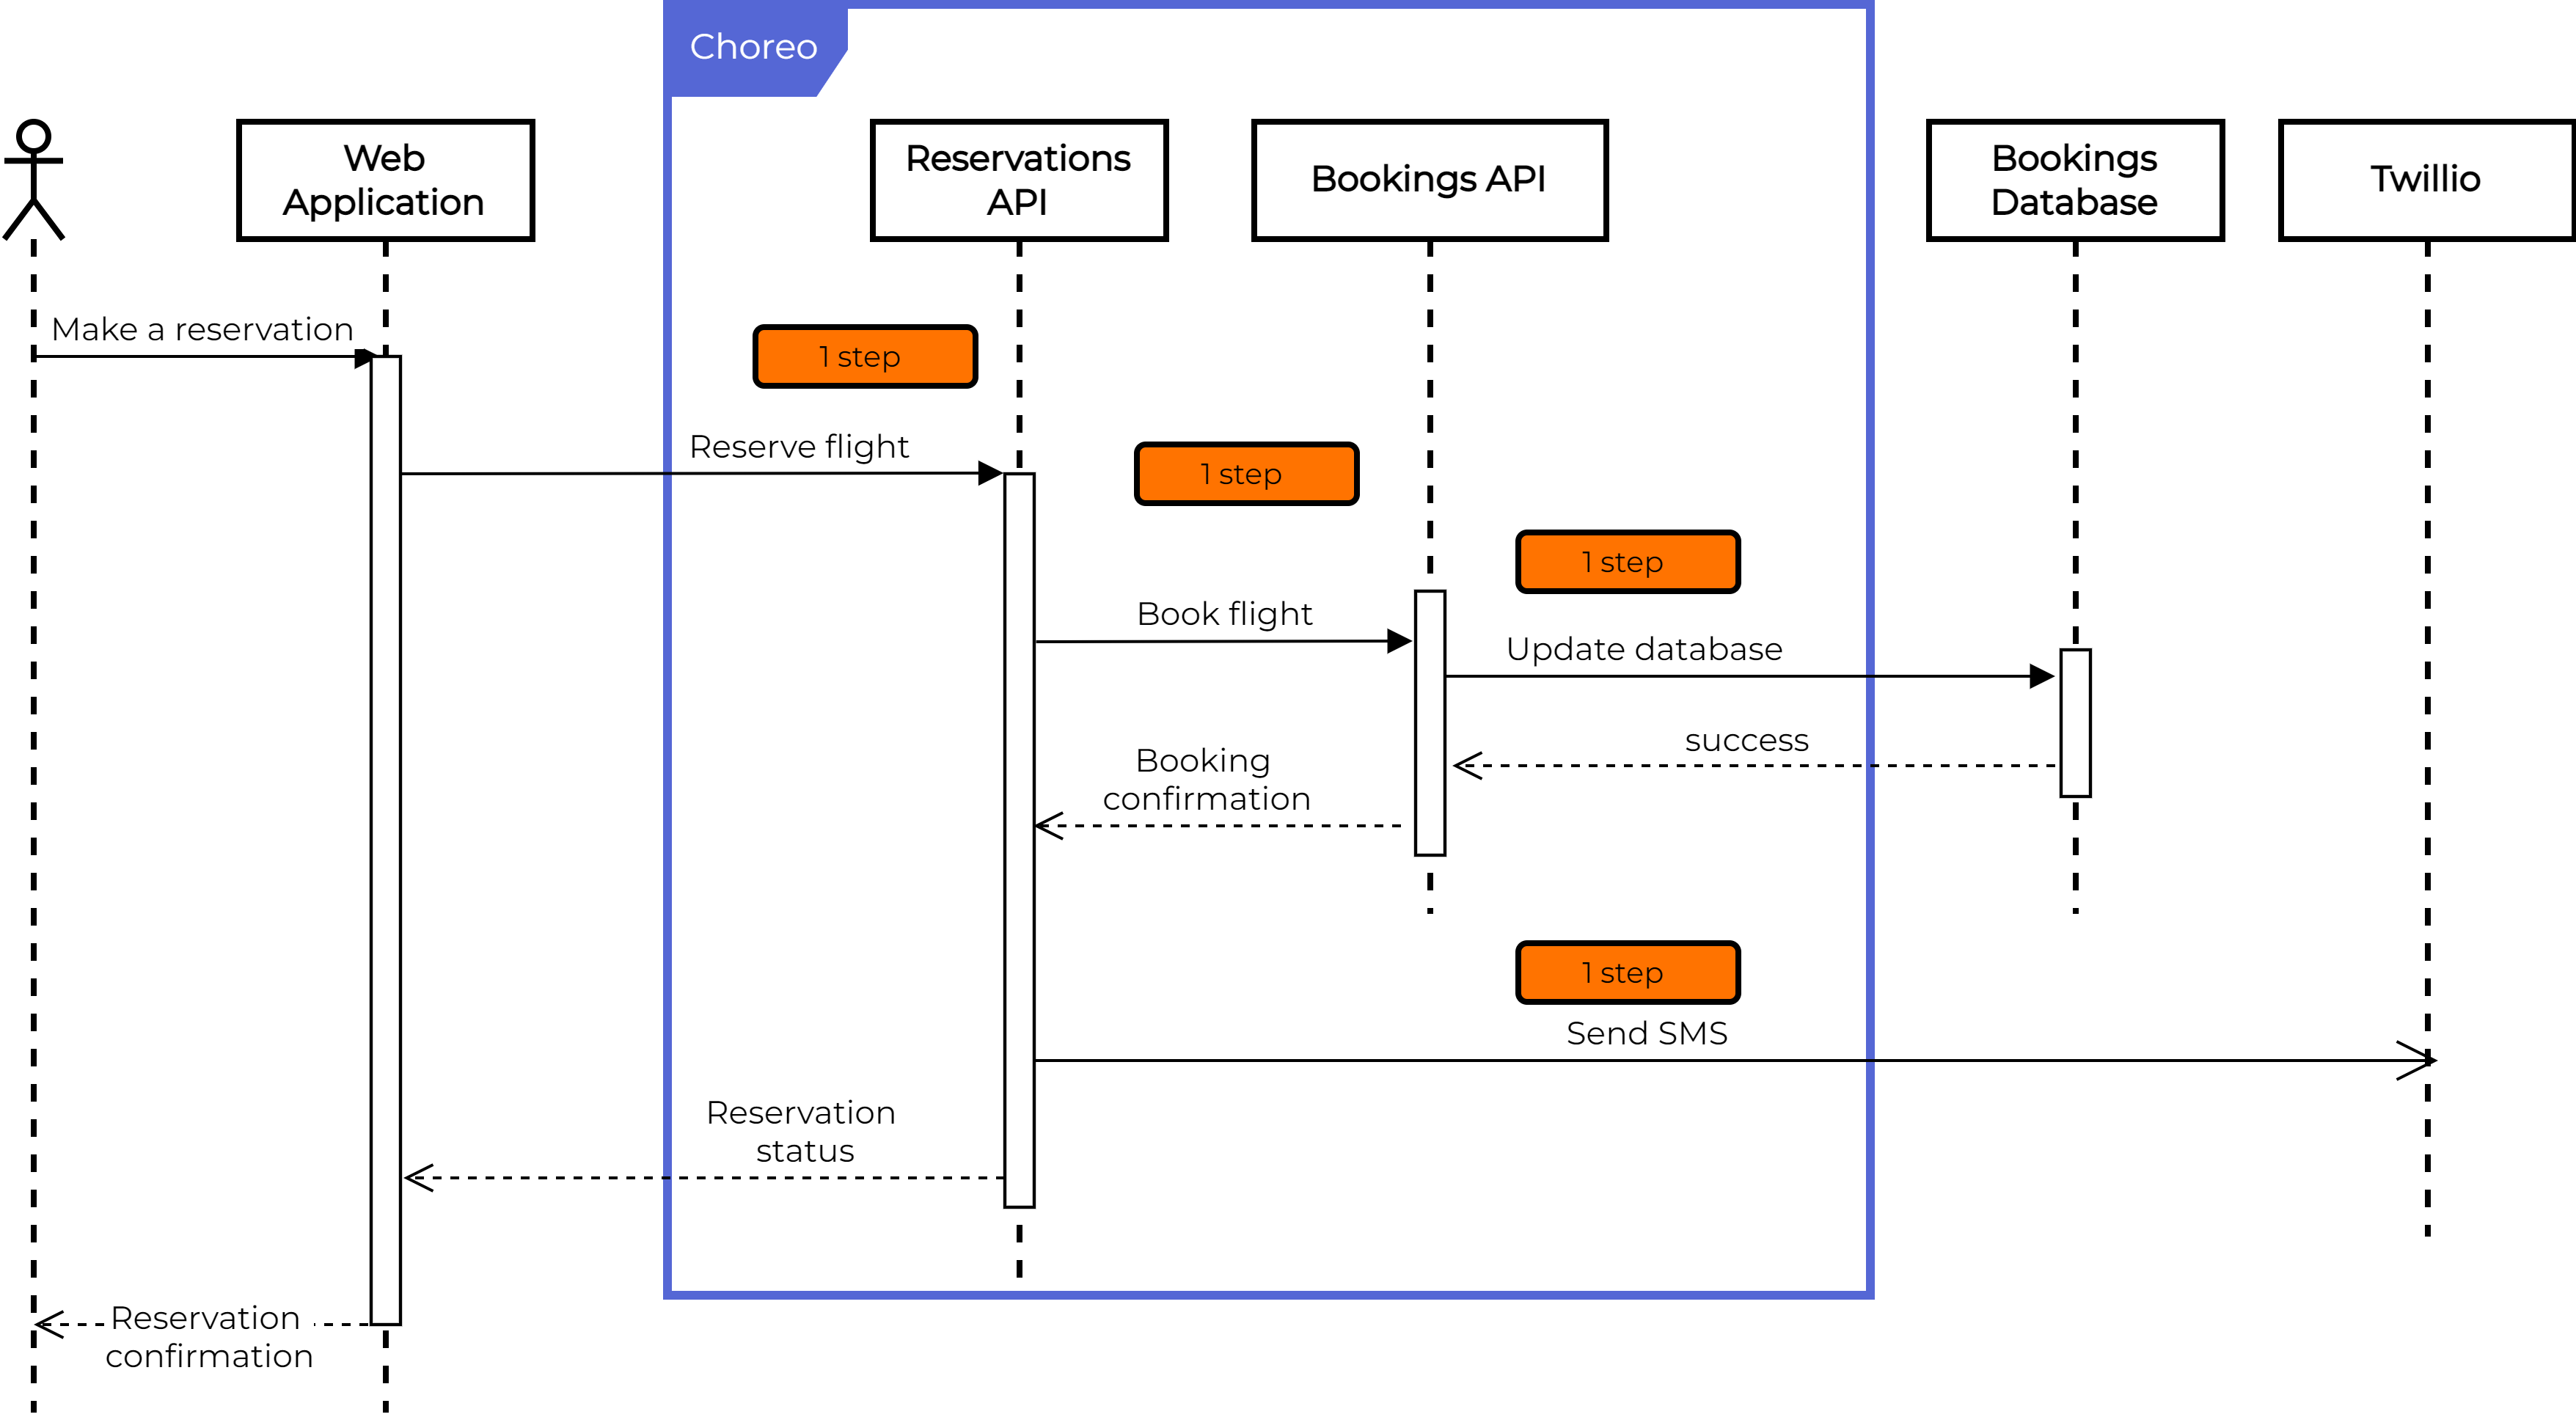 Choreo
Web
Application
Reservations
API
Bookings API
Bookings
Database
Twillio
Make a reservation
1 step
Reserve flight
1 step
1 step
Book flight
Update database
success
Booking
confirmation
1 step
Send SMS
Reservation
status
Reservation
confirmation